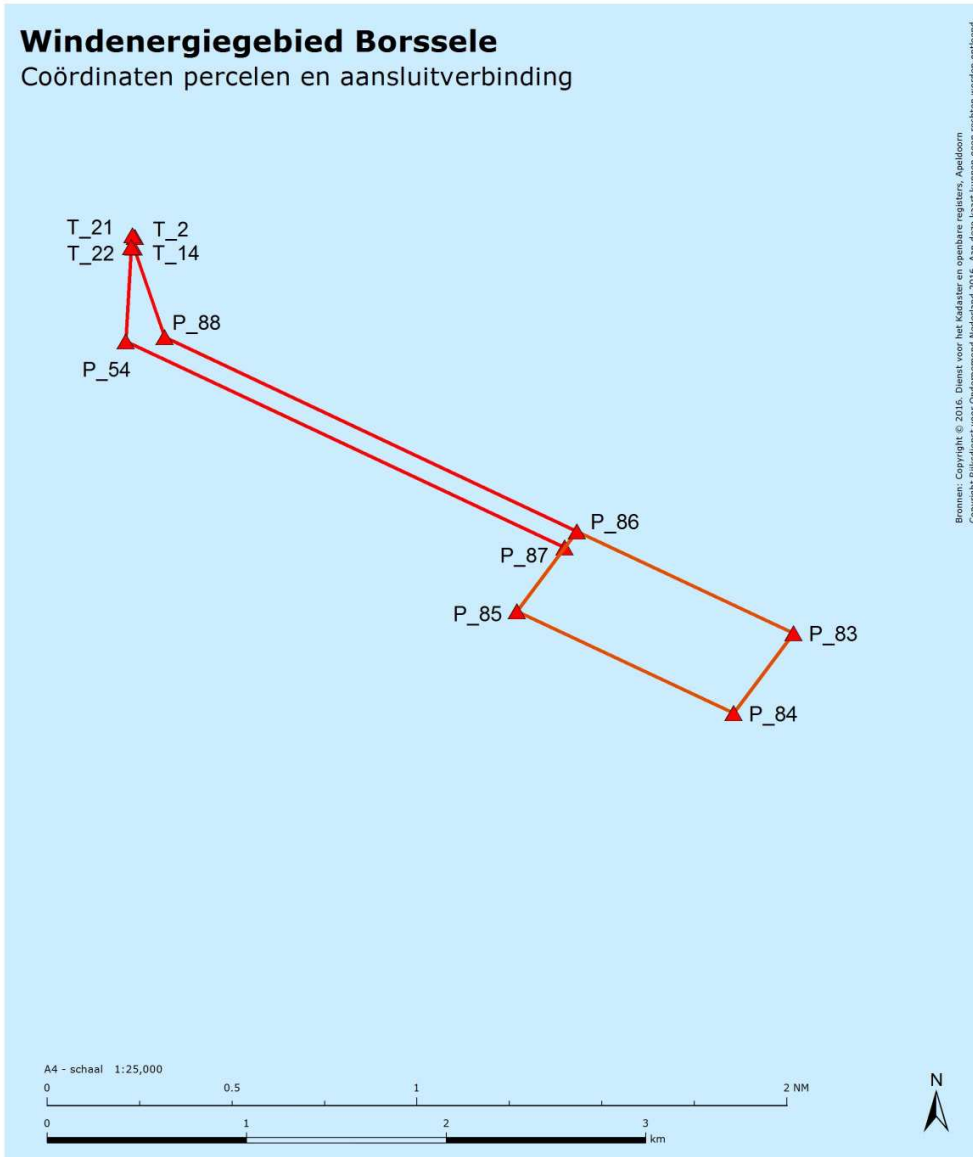 Windenergiegebied Borssele
Coördinaten percelen en aansluitverbinding
T_21
T_2
T_22
T_14
P_88
P_54
P_86
P_87
P_85
P_83
P_84
A4 - schaal 1:25,000
0 0.5 1 2 NM
0 1 2 3 km
N
Bronnen: Copyright © 2016. Dienst voor het Kadaster en openbare registers, Apeldoorn